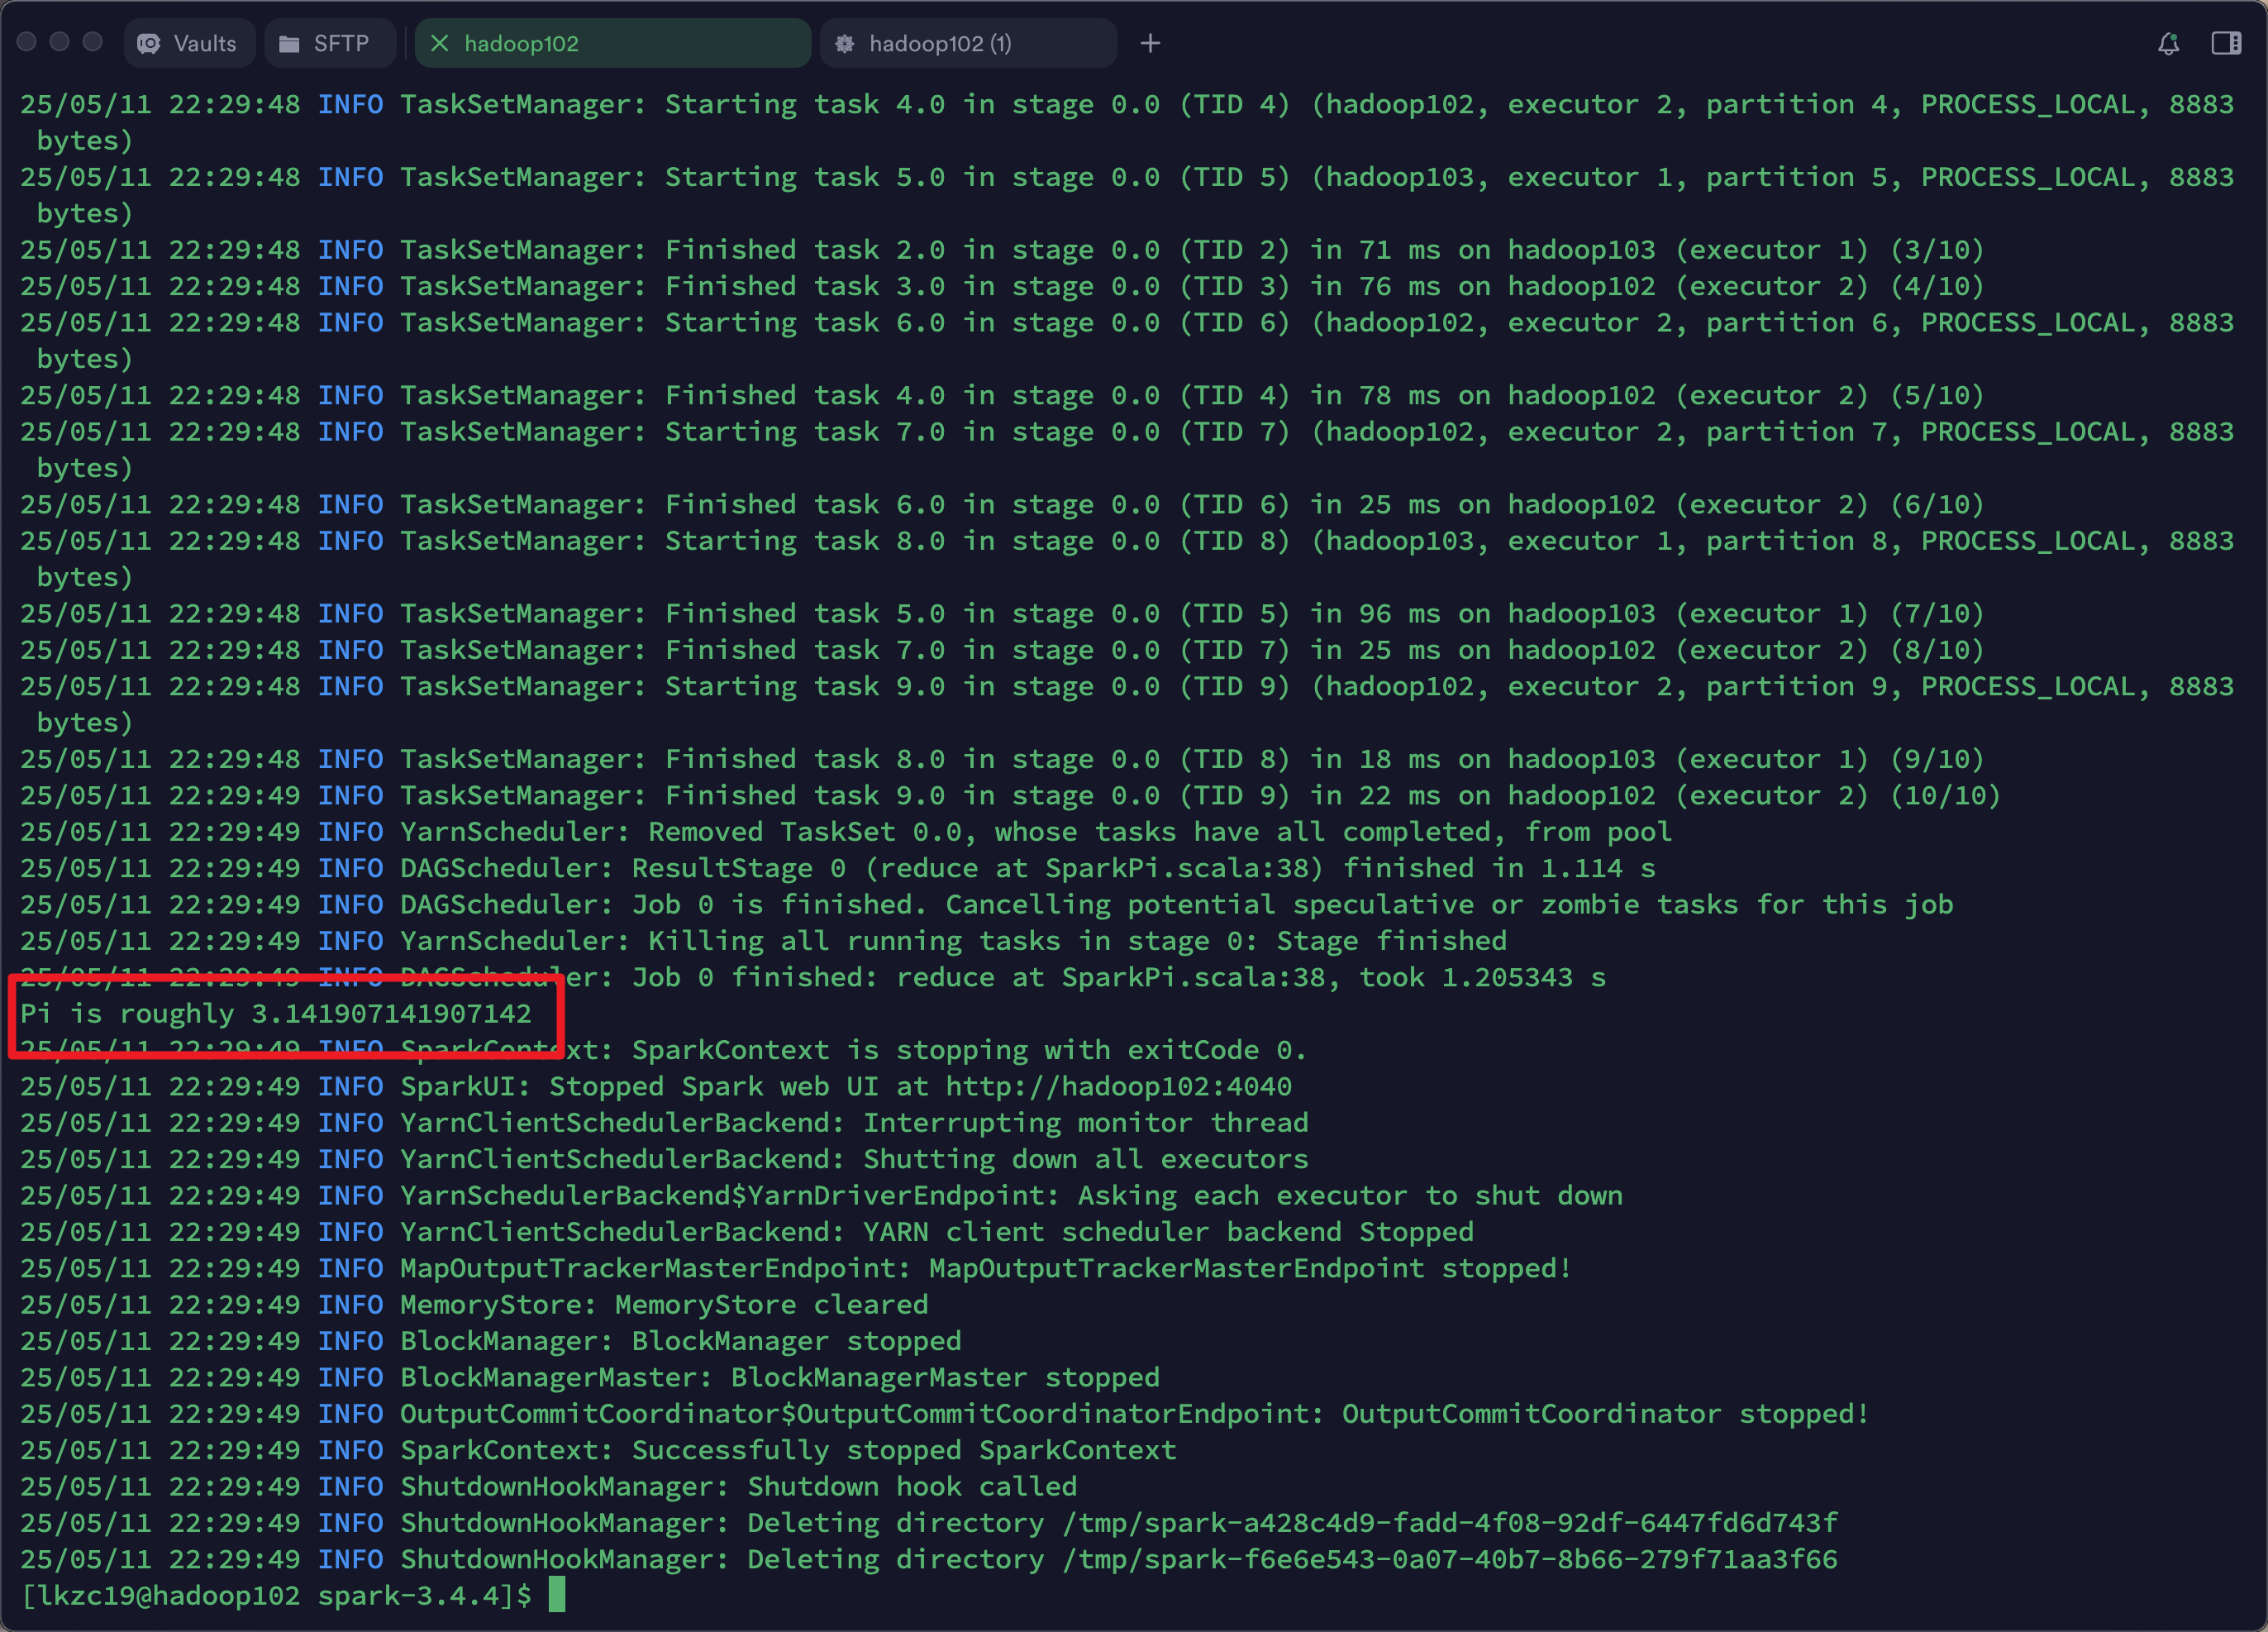 Vaults SFTP hadoop102 hadoop102 (1)
25/05/11 22:29:48 INFO TaskSetManager: Starting task 4.0 in stage 0.0 (TID 4) (hadoop102, executor 2, partition 4, PROCESS_LOCAL, 8883
bytes)
25/05/11 22:29:48 INFO TaskSetManager: Starting task 5.0 in stage 0.0 (TID 5) (hadoop103, executor 1, partition 5, PROCESS_LOCAL, 8883
bytes)
25/05/11 22:29:48 INFO TaskSetManager: Finished task 2.0 in stage 0.0 (TID 2) in 71 ms on hadoop103 (executor 1) (3/10)
25/05/11 22:29:48 INFO TaskSetManager: Finished task 3.0 in stage 0.0 (TID 3) in 76 ms on hadoop102 (executor 2) (4/10)
25/05/11 22:29:48 INFO TaskSetManager: Starting task 6.0 in stage 0.0 (TID 6) (hadoop102, executor 2, partition 6, PROCESS_LOCAL, 8883
bytes)
25/05/11 22:29:48 INFO TaskSetManager: Finished task 4.0 in stage 0.0 (TID 4) in 78 ms on hadoop102 (executor 2) (5/10)
25/05/11 22:29:48 INFO TaskSetManager: Starting task 7.0 in stage 0.0 (TID 7) (hadoop102, executor 2, partition 7, PROCESS_LOCAL, 8883
bytes)
25/05/11 22:29:48 INFO TaskSetManager: Finished task 6.0 in stage 0.0 (TID 6) in 25 ms on hadoop102 (executor 2) (6/10)
25/05/11 22:29:48 INFO TaskSetManager: Starting task 8.0 in stage 0.0 (TID 8) (hadoop103, executor 1, partition 8, PROCESS_LOCAL, 8883
bytes)
25/05/11 22:29:48 INFO TaskSetManager: Finished task 5.0 in stage 0.0 (TID 5) in 96 ms on hadoop103 (executor 1) (7/10)
25/05/11 22:29:48 INFO TaskSetManager: Finished task 7.0 in stage 0.0 (TID 7) in 25 ms on hadoop102 (executor 2) (8/10)
25/05/11 22:29:48 INFO TaskSetManager: Starting task 9.0 in stage 0.0 (TID 9) (hadoop102, executor 2, partition 9, PROCESS_LOCAL, 8883
bytes)
25/05/11 22:29:48 INFO TaskSetManager: Finished task 8.0 in stage 0.0 (TID 8) in 18 ms on hadoop103 (executor 1) (9/10)
25/05/11 22:29:49 INFO TaskSetManager: Finished task 9.0 in stage 0.0 (TID 9) in 22 ms on hadoop102 (executor 2) (10/10)
25/05/11 22:29:49 INFO YarnScheduler: Removed TaskSet 0.0, whose tasks have all completed, from pool
25/05/11 22:29:49 INFO DAGScheduler: ResultStage 0 (reduce at SparkPi.scala:38) finished in 1.114 s
25/05/11 22:29:49 INFO DAGScheduler: Job 0 is finished. Cancelling potential speculative or zombie tasks for this job
25/05/11 22:29:49 INFO YarnScheduler: Killing all running tasks in stage 0: Stage finished
25/05/11 22:29:49 INFO DAGScheduler: Job 0 finished: reduce at SparkPi.scala:38, took 1.205343 s
Pi is roughly 3.141907141907142
25/05/11 22:29:49 INFO SparkContext: SparkContext is stopping with exitCode 0.
25/05/11 22:29:49 INFO SparkUI: Stopped Spark web UI at http://hadoop102:4040
25/05/11 22:29:49 INFO YarnClientSchedulerBackend: Interrupting monitor thread
25/05/11 22:29:49 INFO YarnClientSchedulerBackend: Shutting down all executors
25/05/11 22:29:49 INFO YarnSchedulerBackend$YarnDriverEndpoint: Asking each executor to shut down
25/05/11 22:29:49 INFO YarnClientSchedulerBackend: YARN client scheduler backend Stopped
25/05/11 22:29:49 INFO MapOutputTrackerMasterEndpoint: MapOutputTrackerMasterEndpoint stopped!
25/05/11 22:29:49 INFO MemoryStore: MemoryStore cleared
25/05/11 22:29:49 INFO BlockManager: BlockManager stopped
25/05/11 22:29:49 INFO BlockManagerMaster: BlockManagerMaster stopped
25/05/11 22:29:49 INFO OutputCommitCoordinator$OutputCommitCoordinatorEndpoint: OutputCommitCoordinator stopped!
25/05/11 22:29:49 INFO SparkContext: Successfully stopped SparkContext
25/05/11 22:29:49 INFO ShutdownHookManager: Shutdown hook called
25/05/11 22:29:49 INFO ShutdownHookManager: Deleting directory /tmp/spark-a428c4d9-fadd-4f08-92df-6447fd6d743f
25/05/11 22:29:49 INFO ShutdownHookManager: Deleting directory /tmp/spark-f6e6e543-0a07-40b7-8b66-279f71aa3f66
[lkzc19@hadoop102 spark-3.4.4]$